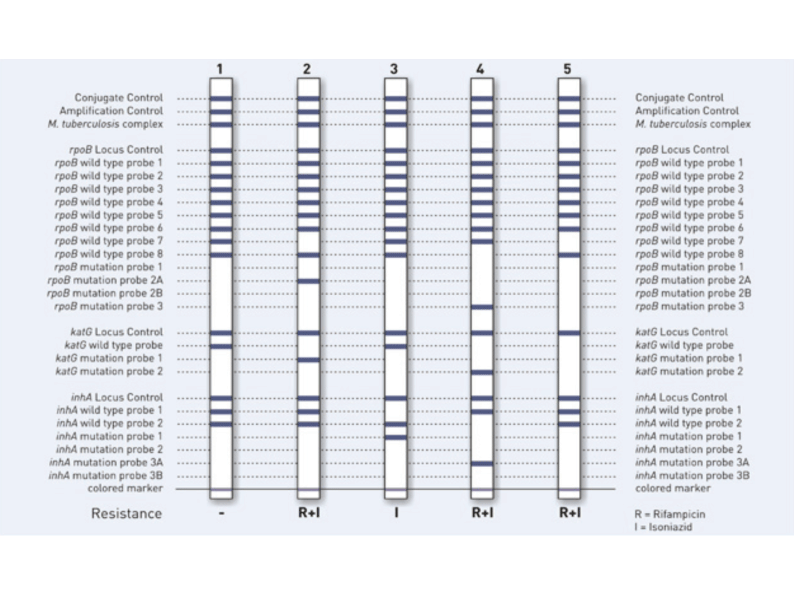 1 2 3 4 5
Conjugate Control Conjugate Control
Amplification Control Amplification Control
M. tuberculosis complex M. tuberculosis complex
rpoB Locus Control rpoB Locus Control
rpoB wild type probe 1 rpoB wild type probe 1
rpoB wild type probe 2 rpoB wild type probe 2
rpoB wild type probe 3 rpoB wild type probe 3
rpoB wild type probe 4 rpoB wild type probe 4
rpoB wild type probe 5 rpoB wild type probe 5
rpoB wild type probe 6 rpoB wild type probe 6
rpoB wild type probe 7 rpoB wild type probe 7
rpoB wild type probe 8 rpoB wild type probe 8
rpoB mutation probe 1 rpoB mutation probe 1
rpoB mutation probe 2A rpoB mutation probe 2A
rpoB mutation probe 2B rpoB mutation probe 2B
rpoB mutation probe 3 rpoB mutation probe 3
katG Locus Control katG Locus Control
katG wild type probe katG wild type probe
katG mutation probe 1 katG mutation probe 1
katG mutation probe 2 katG mutation probe 2
inhA Locus Control inhA Locus Control
inhA wild type probe 1 inhA wild type probe 1
inhA wild type probe 2 inhA wild type probe 2
inhA mutation probe 1 inhA mutation probe 1
inhA mutation probe 2 inhA mutation probe 2
inhA mutation probe 3A inhA mutation probe 3A
inhA mutation probe 3B inhA mutation probe 3B
colored marker colored marker
Resistance - R+I I R+I R+I R = Rifampicin
I = Isoniazid